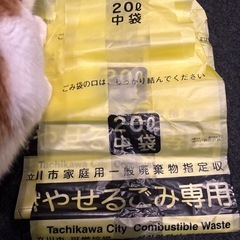 20ℓ
中袋
ごみ袋の口は、しっかり結んでください
20ℓ
中袋
立川市家庭用一般廃棄物指定収
燃やせるごみ専用
Tachikawa City Combustible Waste